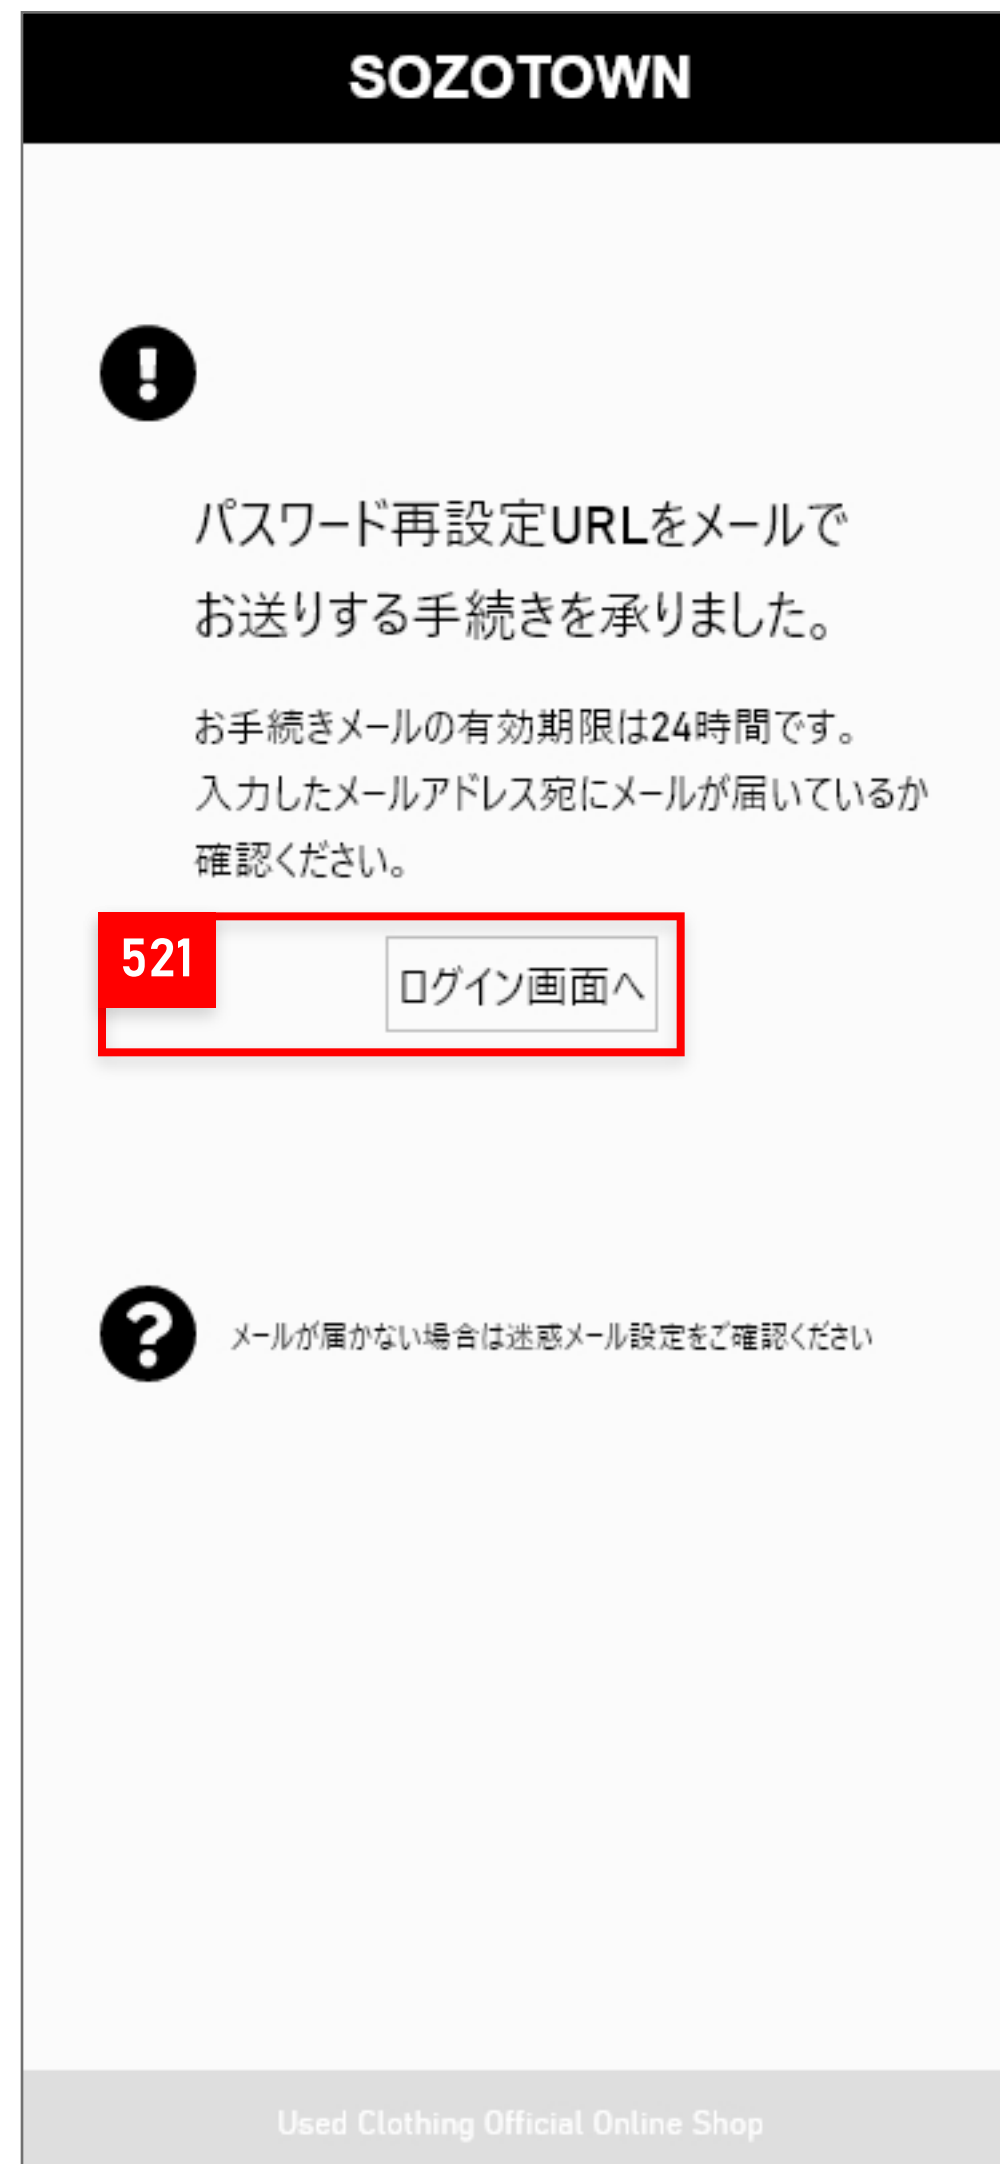 SOZOTOWN
パスワード再設定URLをメールで
お送りする手続きを承りました。
お手続きメールの有効期限は24時間です。
入力したメールアドレス宛にメールが届いているか
確認ください。
521
ログイン画面へ
メールが届かない場合は迷惑メール設定をご確認ください
Used Clothing Official Online Shop